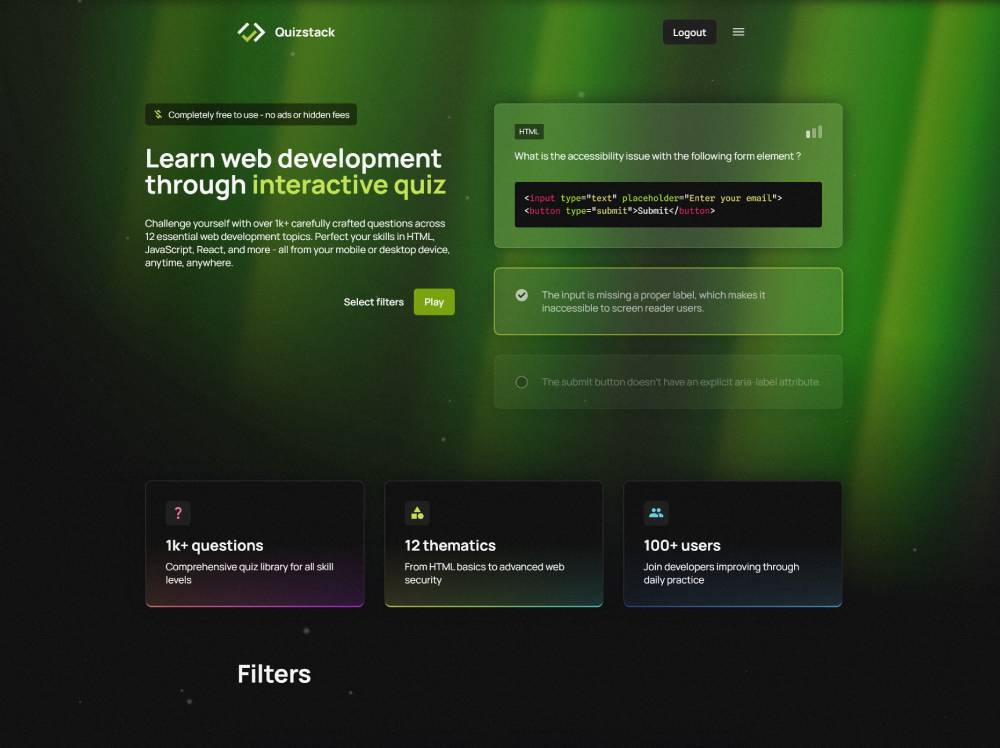 Quizstack
Logout
Completely free to use - no ads or hidden fees
Learn web development
through interactive quiz
Challenge yourself with over 1k+ carefully crafted questions across
12 essential web development topics. Perfect your skills in HTML,
JavaScript, React, and more - all from your mobile or desktop device,
anytime, anywhere.
Select filters
Play
HTML
What is the accessibility issue with the following form element ?
<input type="text" placeholder="Enter your email">
<button type="submit">Submit</button>
The input is missing a proper label, which makes it
inaccessible to screen reader users.
The submit button doesn't have an explicit aria-label attribute.
1k+ questions
Comprehensive quiz library for all skill
levels
12 thematics
From HTML basics to advanced web
security
100+ users
Join developers improving through
daily practice
Filters